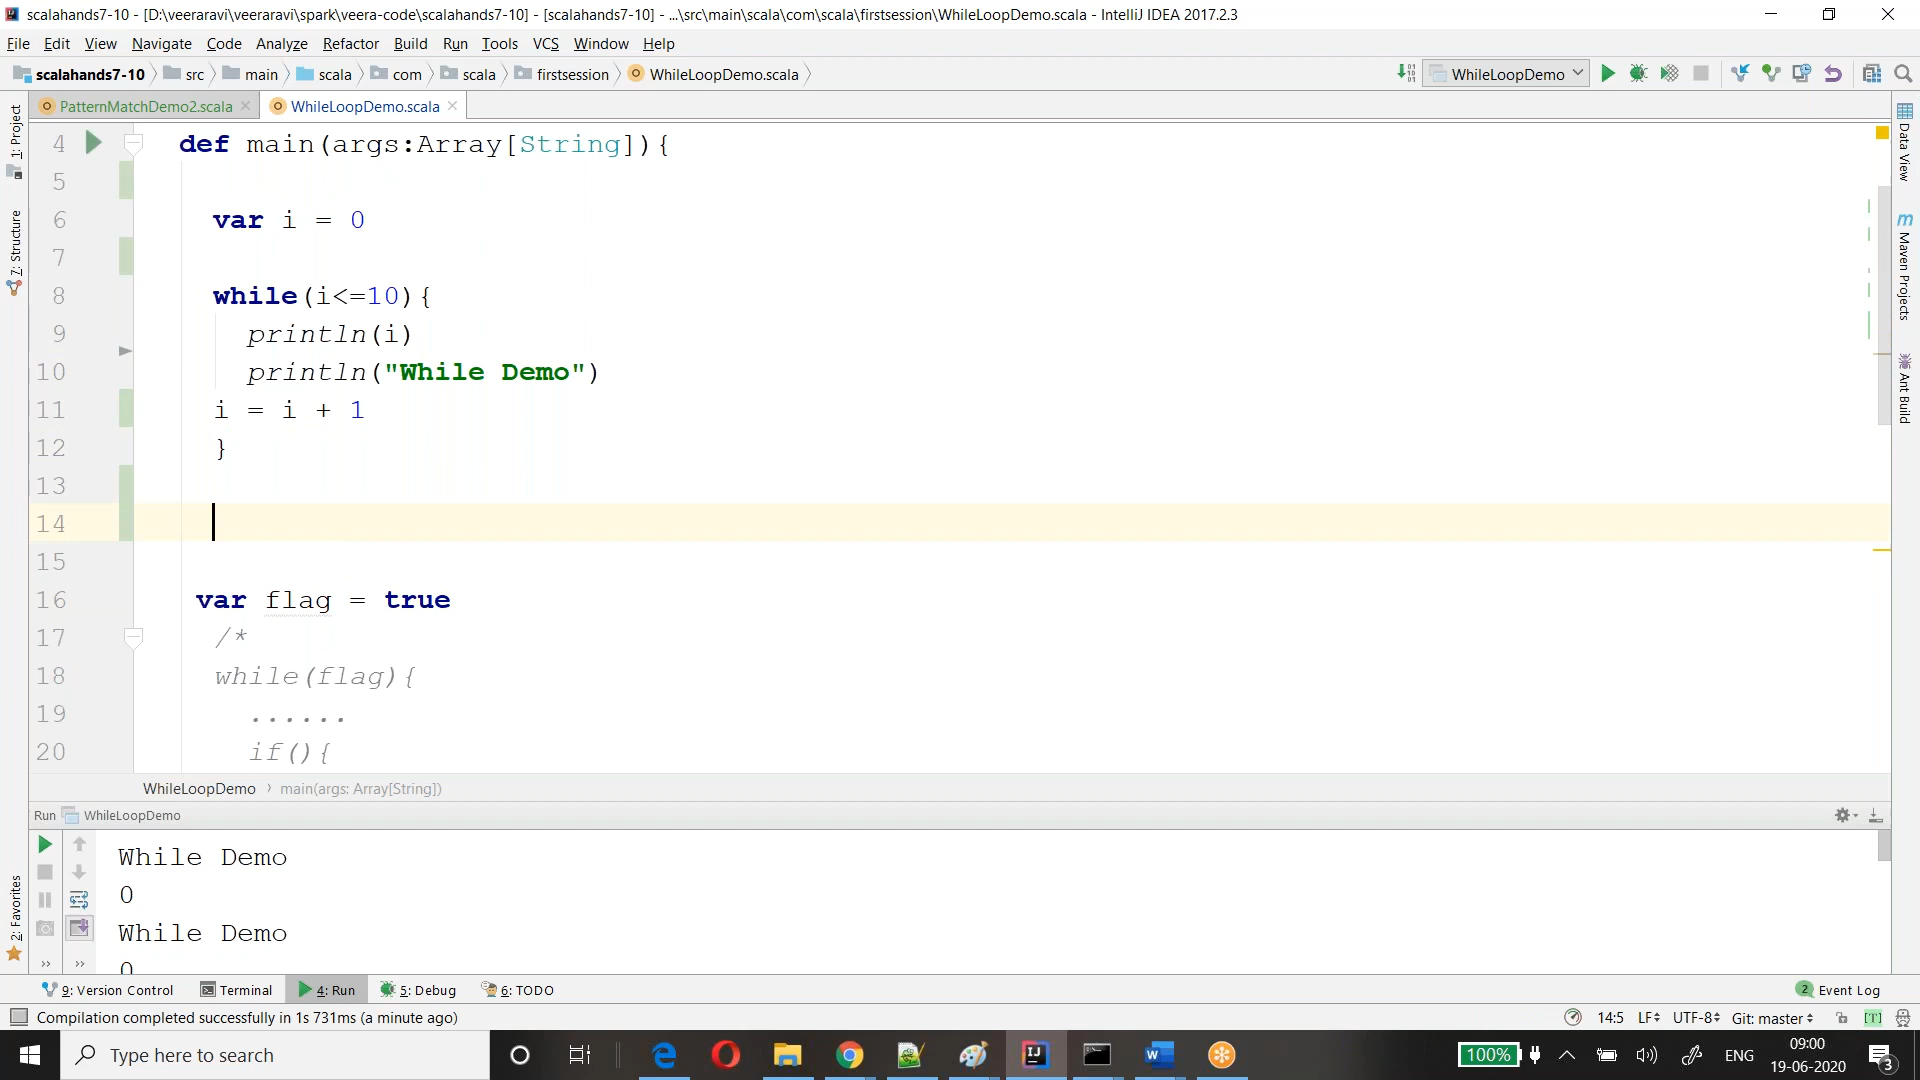 scalahands7-10 - [D:\veeraravi\veeraravi\spark\veera-code\scalahands7-10] - [scalahands7-10] - ...\src\main\scala\com\scala\firstsession\WhileLoopDemo.scala - IntelliJ IDEA 2017.2.3
File Edit View Navigate Code Analyze Refactor Build Run Tools VCS Window Help
scalahands7-10 src main scala com scala firstsession WhileLoopDemo.scala WhileLoopDemo
PatternMatchDemo2.scala WhileLoopDemo.scala
1: Project
7: Structure
2: Favorites
Data View
Maven Projects
Ant Build
4 def main(args:Array[String]){
5
6 var i = 0
7
8 while(i<=10){
9 println(i)
10 println("While Demo")
11 i = i + 1
12 }
13
14
15
16 var flag = true
17 /*
18 while(flag){
19 ......
20 if(){
WhileLoopDemo › main(args: Array[String])
Run WhileLoopDemo
While Demo
0
While Demo
0
9: Version Control Terminal 4: Run 5: Debug 6: TODO 2 Event Log
Compilation completed successfully in 1s 731ms (a minute ago) 14:5 LF UTF-8 Git: master [T]
Type here to search 100% ENG 09:00
19-06-2020 3